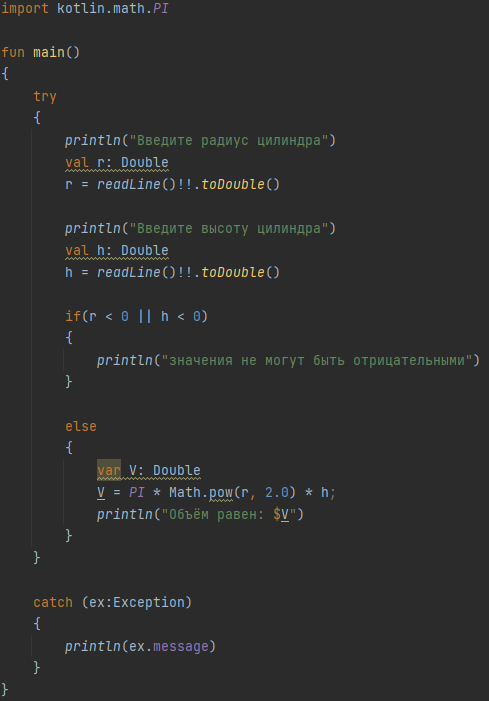 import kotlin.math.PI
fun main()
{
try
{
println("Введите радиус цилиндра")
val r: Double
r = readLine()!!.toDouble()
println("Введите высоту цилиндра")
val h: Double
h = readLine()!!.toDouble()
if(r < 0 || h < 0)
{
println("значения не могут быть отрицательными")
}
else
{
var V: Double
V = PI * Math.pow(r, 2.0) * h;
println("Объём равен: $V")
}
}
catch (ex:Exception)
{
println(ex.message)
}
}